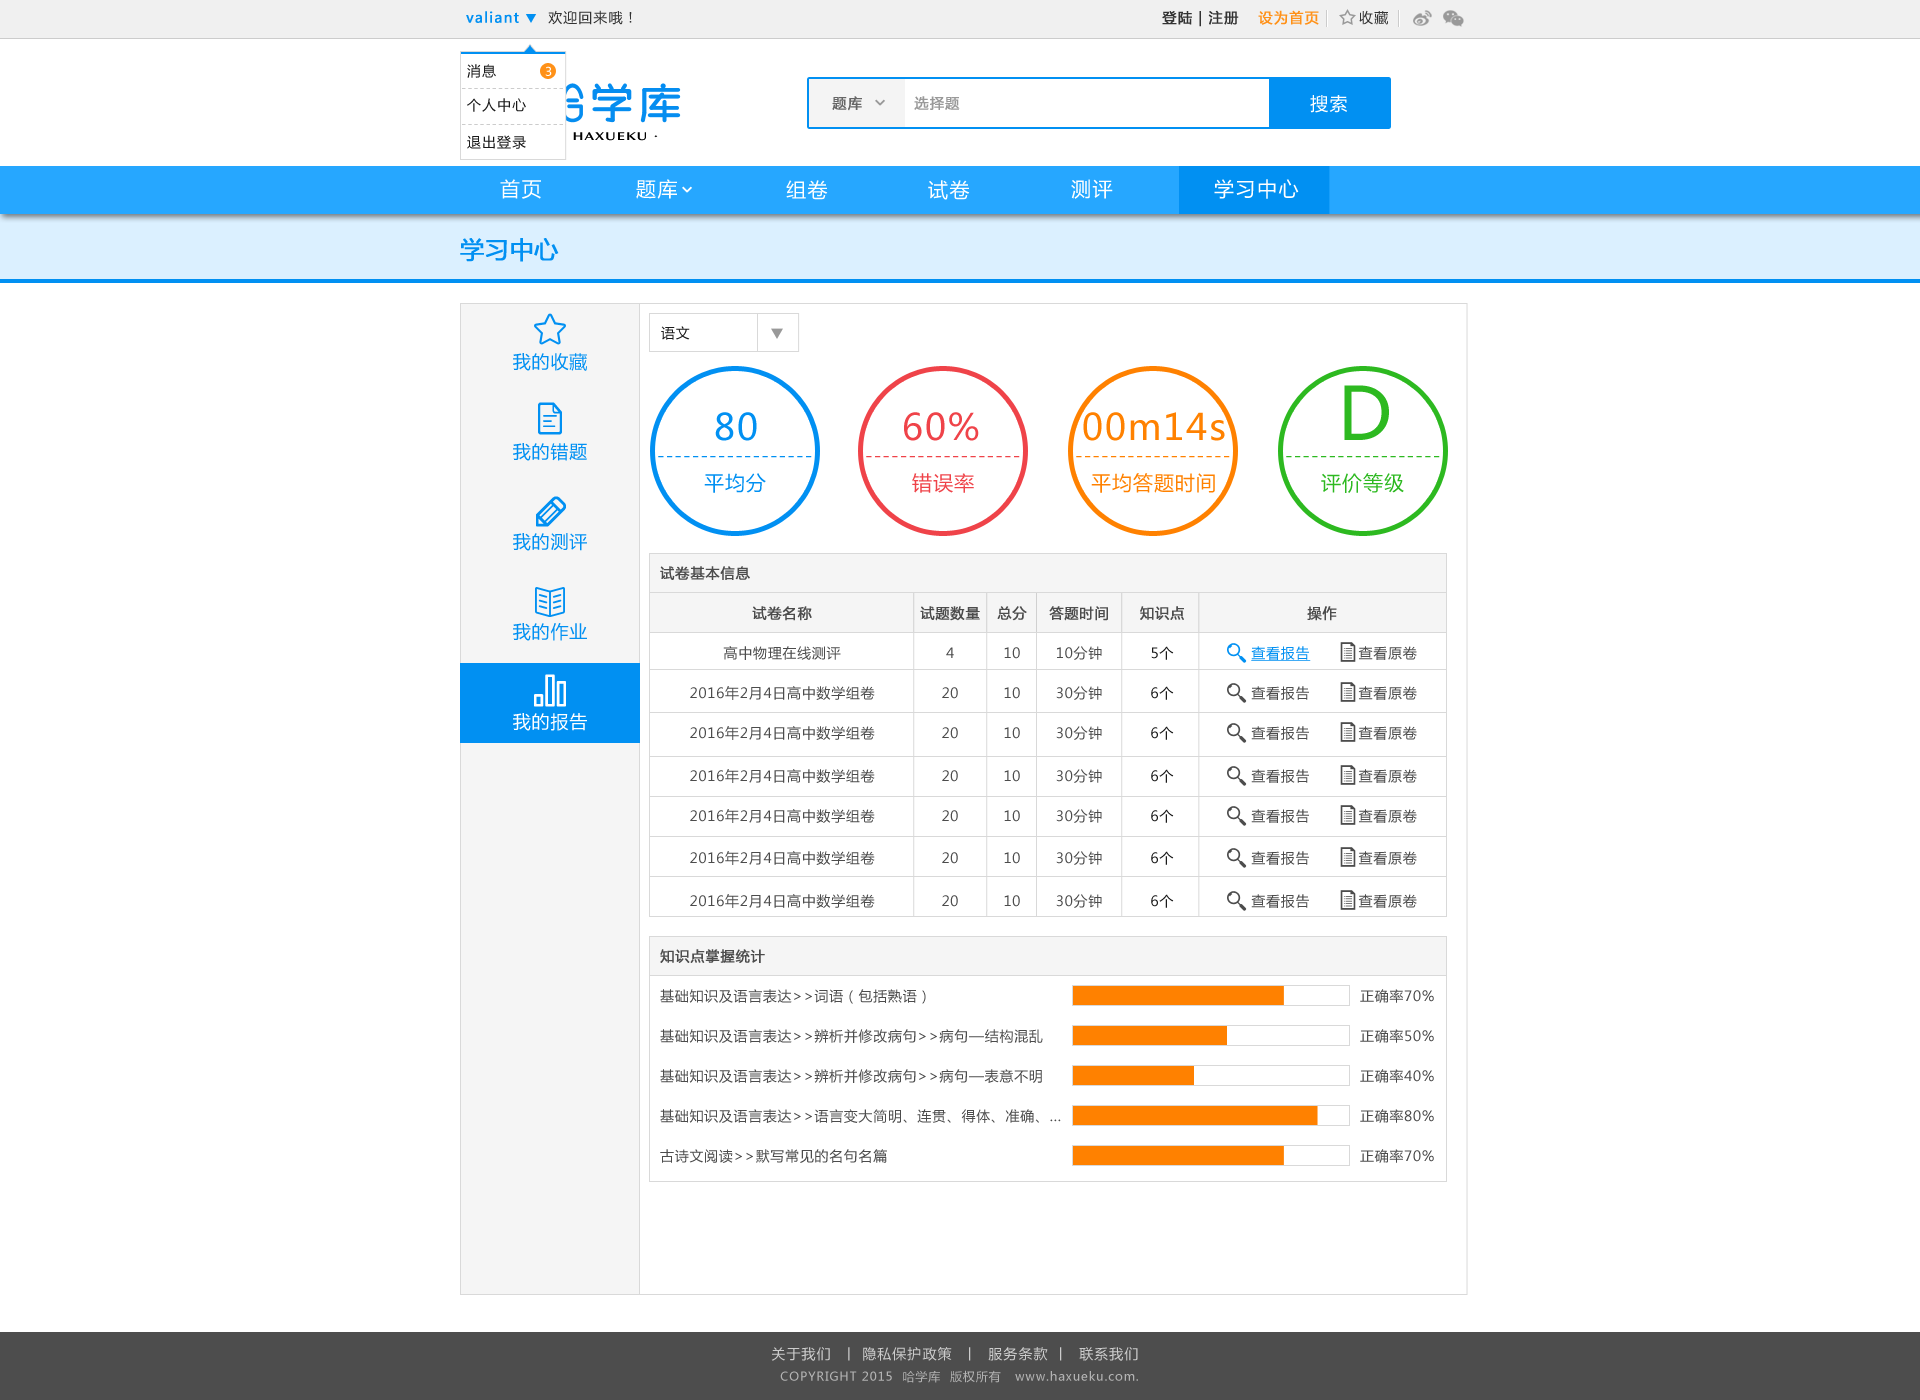 valiant ▼ 欢迎回来哦！ 登陆 | 注册 设为首页 收藏
消息 3
个人中心
退出登录
哈学库
HAXUEKU ·
题库 选择题 搜索
首页 题库 组卷 试卷 测评 学习中心
学习中心
我的收藏
我的错题
我的测评
我的作业
我的报告
语文 ▼
80 60% 00m14s D
平均分 错误率 平均答题时间 评价等级
试卷基本信息
试卷名称 试题数量 总分 答题时间 知识点 操作
高中物理在线测评 4 10 10分钟 5个 查看报告 查看原卷
2016年2月4日高中数学组卷 20 10 30分钟 6个 查看报告 查看原卷
2016年2月4日高中数学组卷 20 10 30分钟 6个 查看报告 查看原卷
2016年2月4日高中数学组卷 20 10 30分钟 6个 查看报告 查看原卷
2016年2月4日高中数学组卷 20 10 30分钟 6个 查看报告 查看原卷
2016年2月4日高中数学组卷 20 10 30分钟 6个 查看报告 查看原卷
2016年2月4日高中数学组卷 20 10 30分钟 6个 查看报告 查看原卷
知识点掌握统计
基础知识及语言表达>>词语（包括熟语） 正确率70%
基础知识及语言表达>>辨析并修改病句>>病句—结构混乱 正确率50%
基础知识及语言表达>>辨析并修改病句>>病句—表意不明 正确率40%
基础知识及语言表达>>语言变大简明、连贯、得体、准确、... 正确率80%
古诗文阅读>>默写常见的名句名篇 正确率70%
关于我们 | 隐私保护政策 | 服务条款 | 联系我们
COPYRIGHT 2015 哈学库 版权所有 www.haxueku.com.